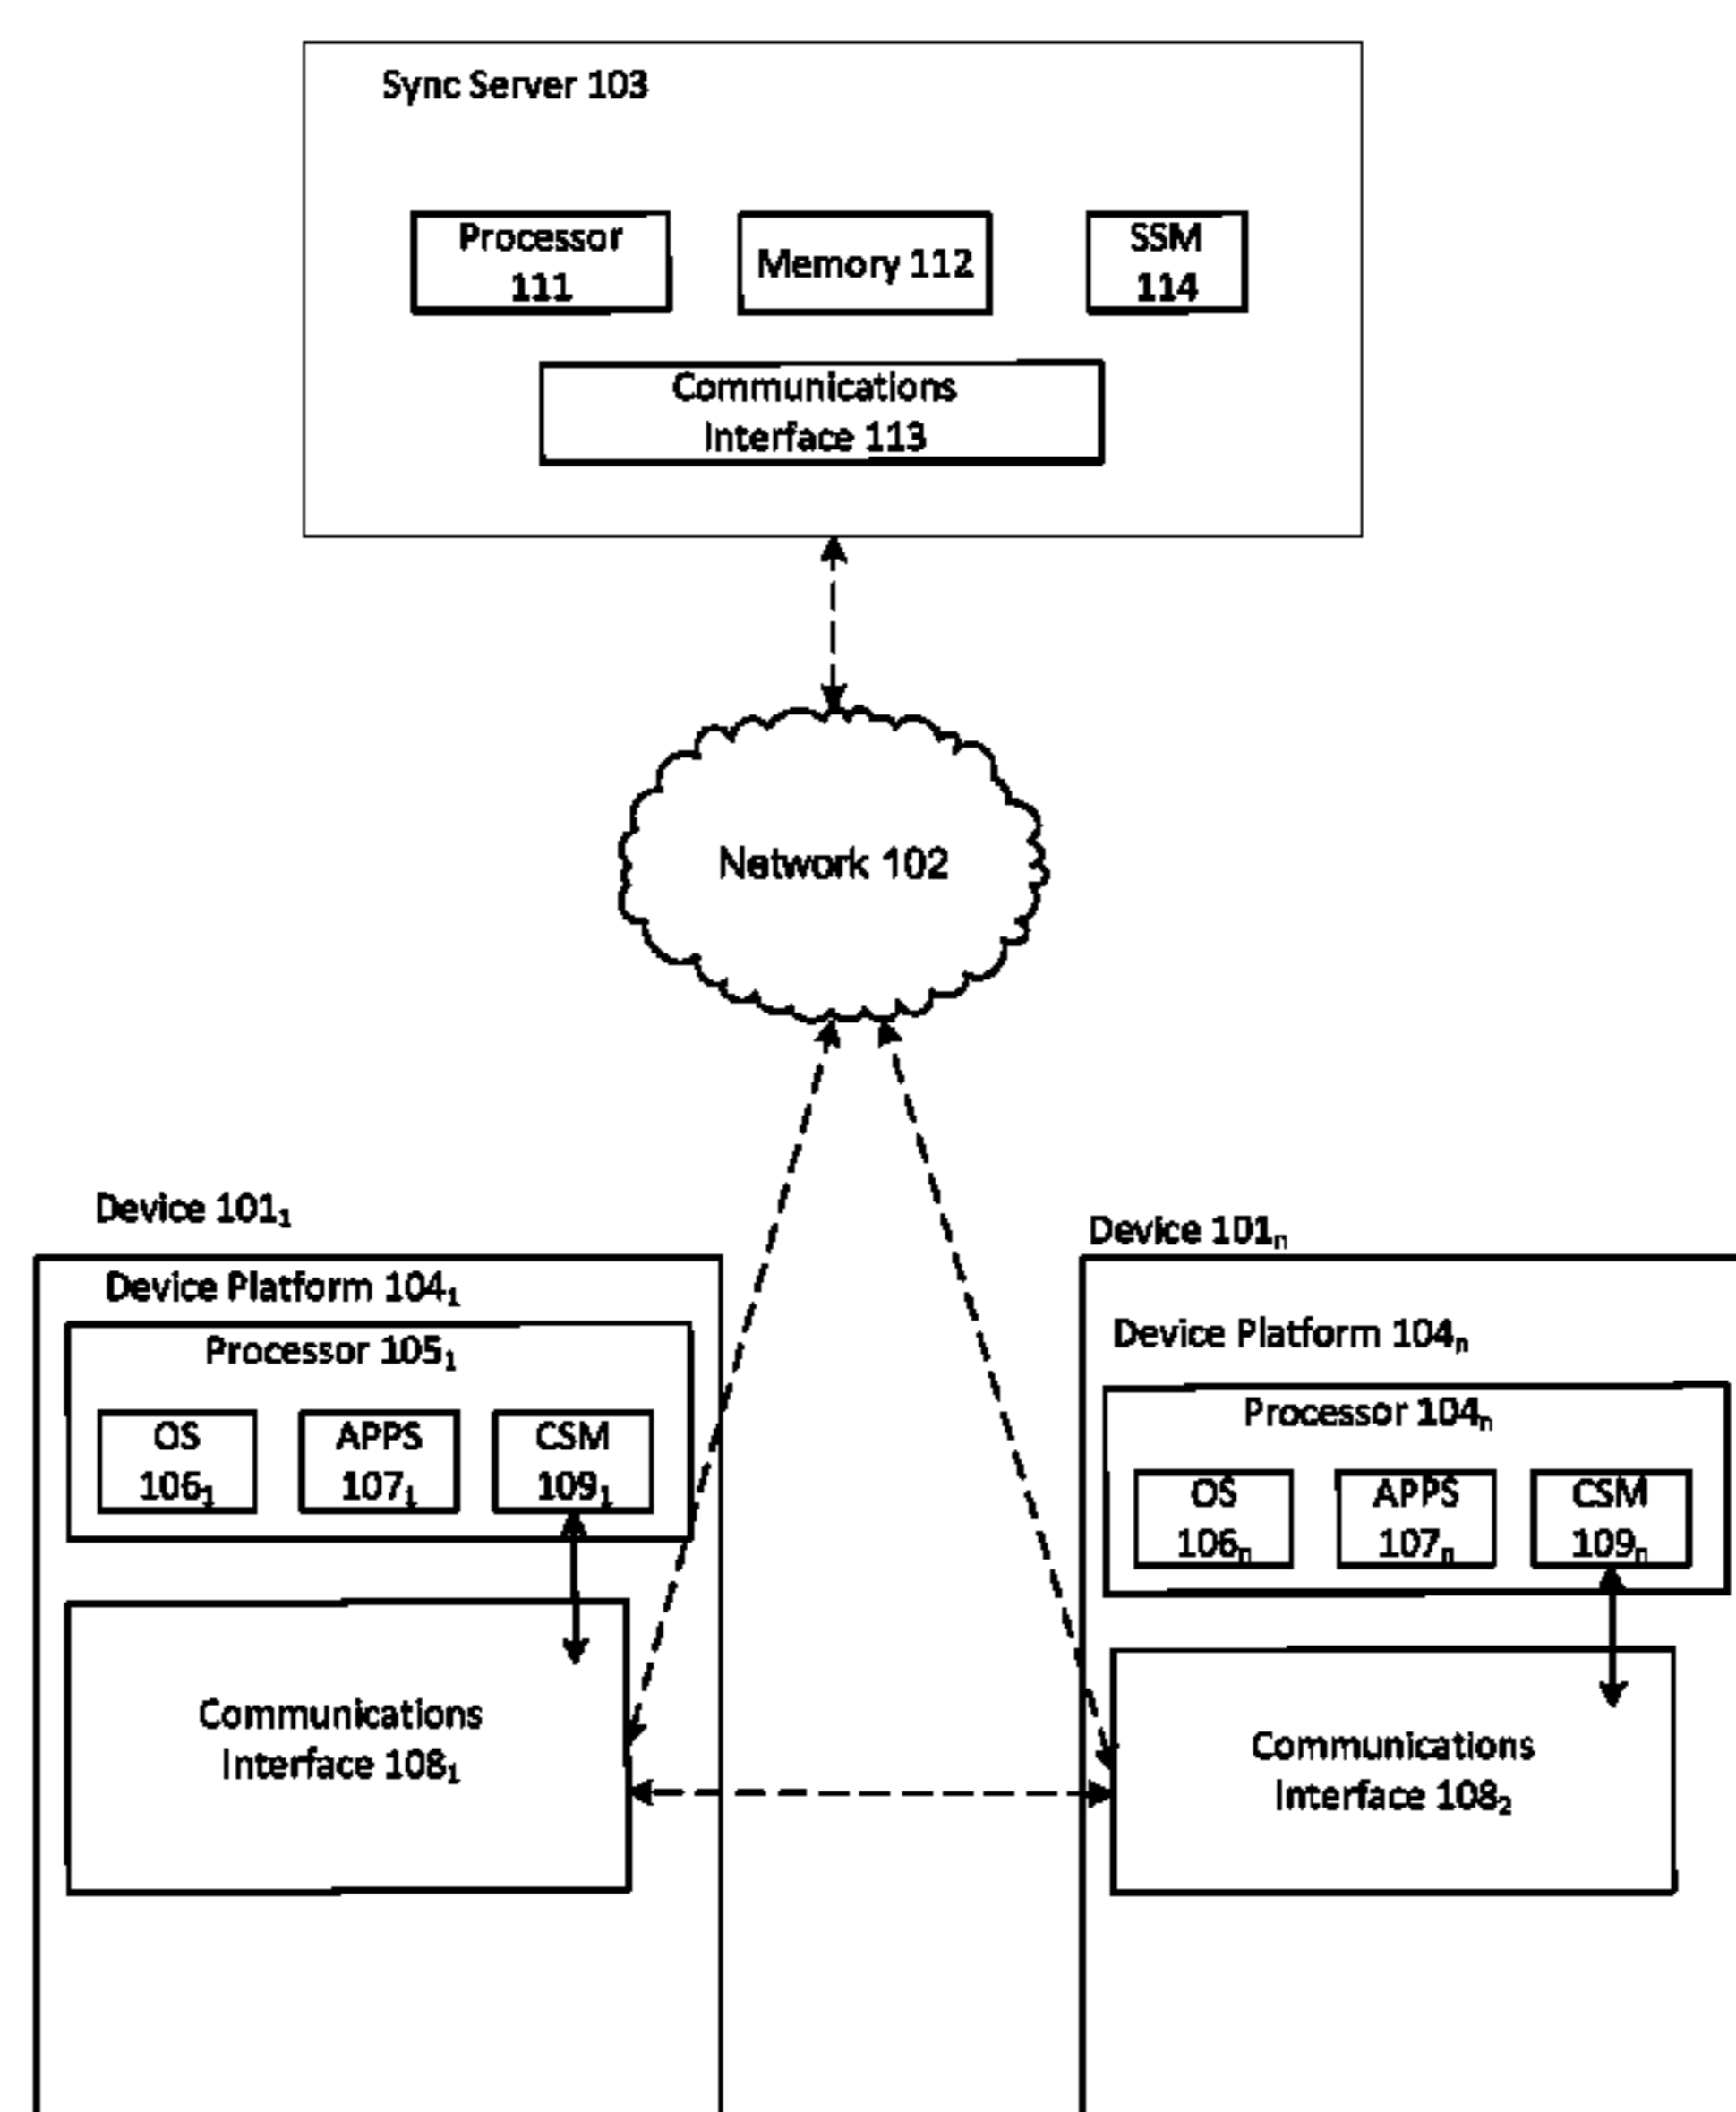 Sync Server 103
Processor
111
Memory 112
SSM
114
Communications
Interface 113
Network 102
Device 101₁
Device Platform 104₁
Processor 105₁
OS
106₁
APPS
107₁
CSM
109₁
Communications
Interface 108₁
Device 101ₙ
Device Platform 104ₙ
Processor 104ₙ
OS
106ₙ
APPS
107ₙ
CSM
109ₙ
Communications
Interface 108₂